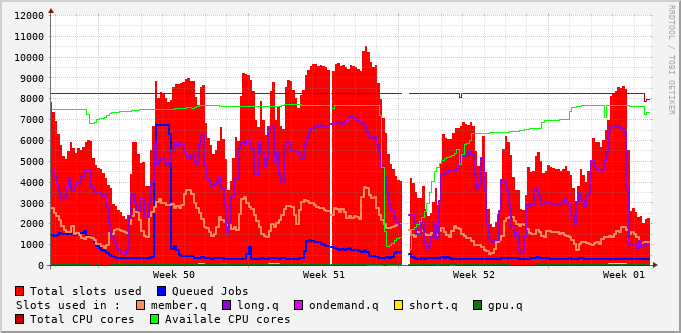 12000
11000
10000
9000
8000
7000
6000
5000
4000
3000
2000
1000
0
Week 50 Week 51 Week 52 Week 01
Total slots used Queued Jobs
Slots used in : member.q long.q ondemand.q short.q gpu.q
Total CPU cores Availale CPU cores
RRDTOOL / TOBI OETIKER